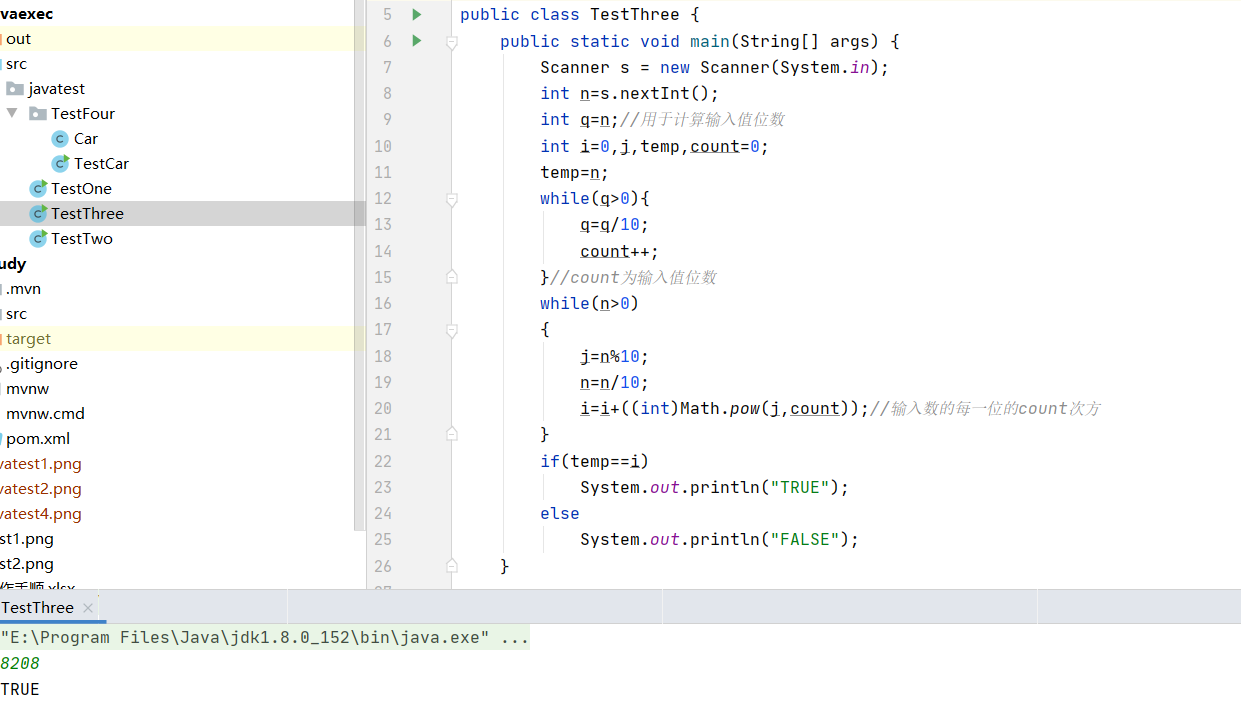 vaexec
out
src
javatest
TestFour
Car
TestCar
TestOne
TestThree
TestTwo
udy
.mvn
src
target
.gitignore
mvnw
mvnw.cmd
pom.xml
vatest1.png
vatest2.png
vatest4.png
st1.png
st2.png
作手顺.xlsx
5 public class TestThree {
6 public static void main(String[] args) {
7 Scanner s = new Scanner(System.in);
8 int n=s.nextInt();
9 int q=n;//用于计算输入值位数
10 int i=0,j,temp,count=0;
11 temp=n;
12 while(q>0){
13 q=q/10;
14 count++;
15 }//count为输入值位数
16 while(n>0)
17 {
18 j=n%10;
19 n=n/10;
20 i=i+((int)Math.pow(j,count));//输入数的每一位的count次方
21 }
22 if(temp==i)
23 System.out.println("TRUE");
24 else
25 System.out.println("FALSE");
26 }
TestThree ×
"E:\Program Files\Java\jdk1.8.0_152\bin\java.exe" ...
8208
TRUE